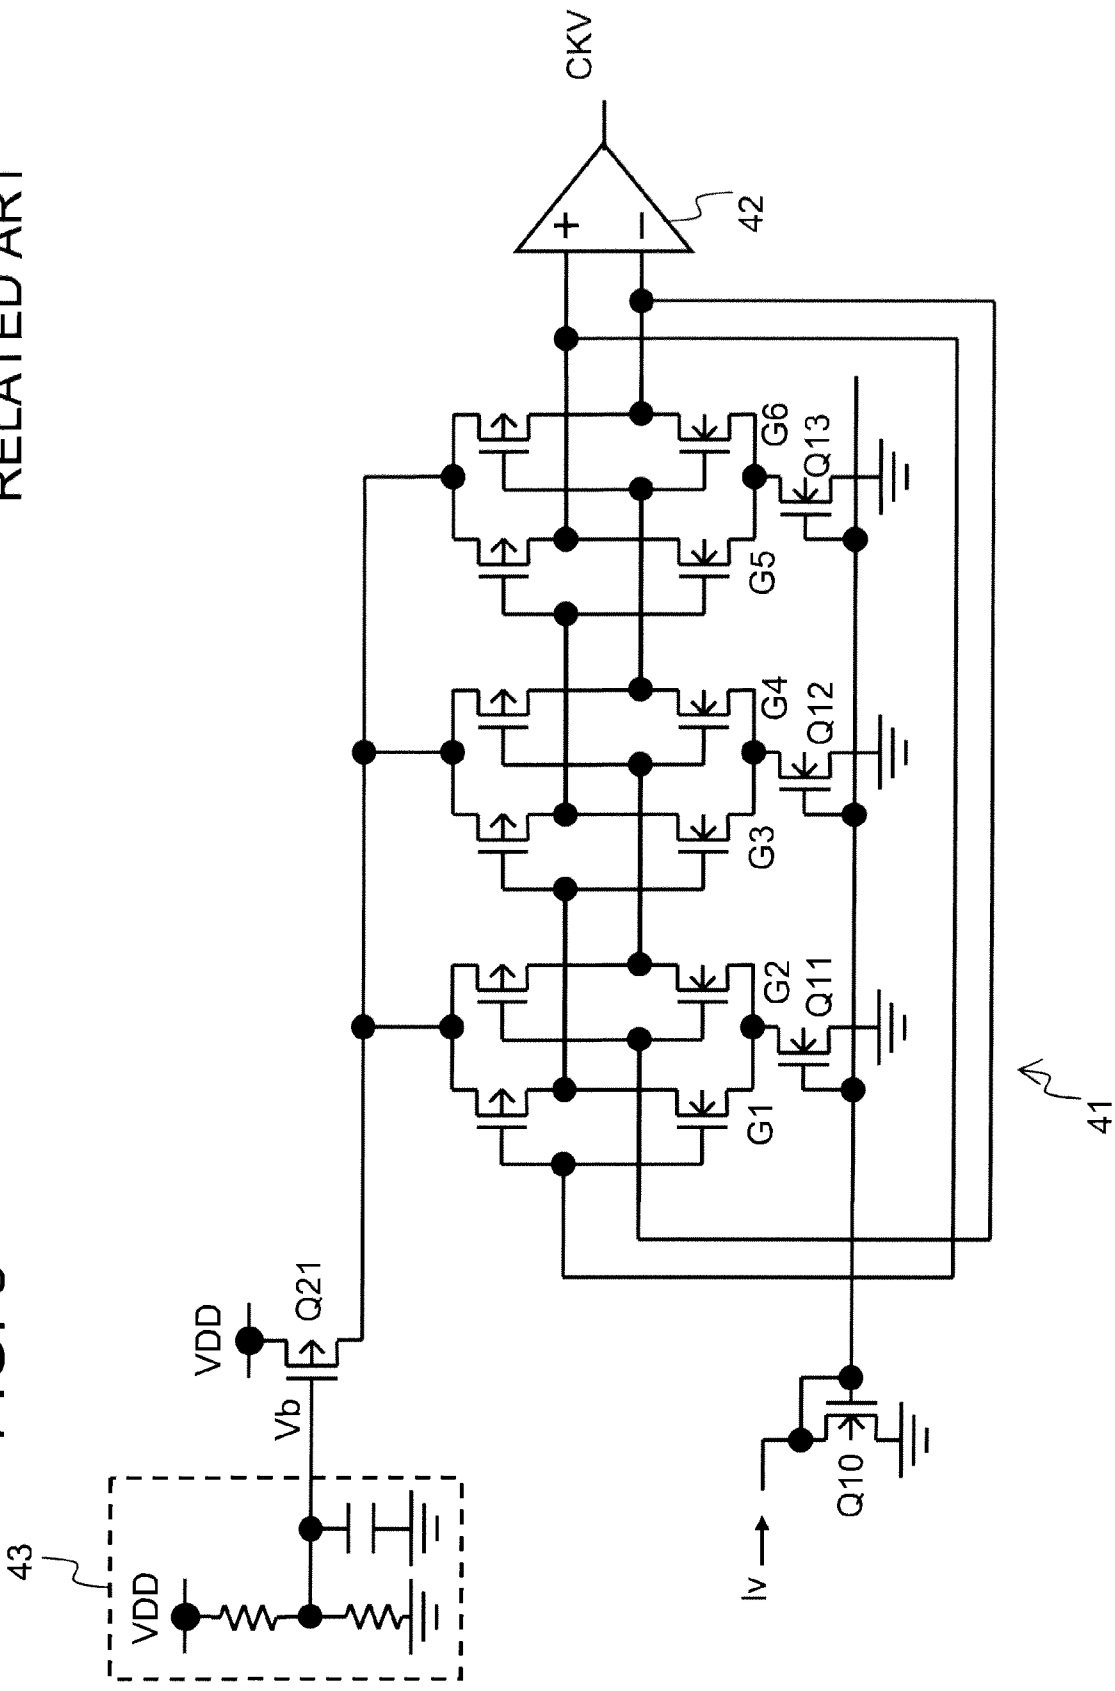 RELATED ART
43
VDD
VDD
Vb
Q21
Iv
Q10
G1
G2
Q11
G3
G4
Q12
G5
G6
Q13
+
−
42
CKV
41